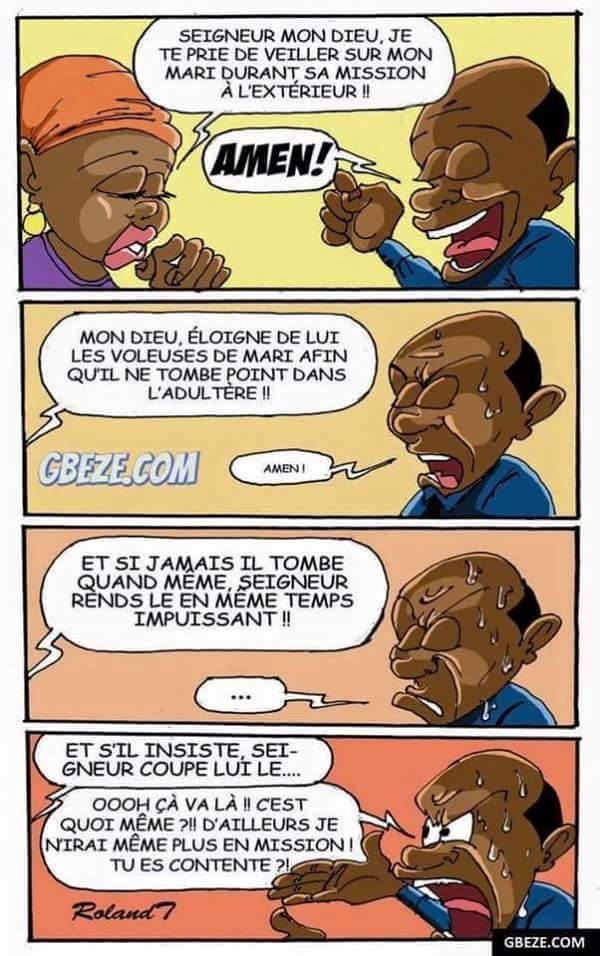 SEIGNEUR MON DIEU, JE
TE PRIE DE VEILLER SUR MON
MARI DURANT SA MISSION
À L'EXTÉRIEUR !!
AMEN!
MON DIEU, ÉLOIGNE DE LUI
LES VOLEUSES DE MARI AFIN
QU'IL NE TOMBE POINT DANS
L'ADULTÈRE !!
GBEZE.COM
AMEN !
ET SI JAMAIS IL TOMBE
QUAND MÊME, SEIGNEUR
RENDS LE EN MÊME TEMPS
IMPUISSANT !!
...
ET S'IL INSISTE, SEI-
GNEUR COUPE LUI LE....
OOOH ÇÀ VA LÀ !! C'EST
QUOI MÊME ?!! D'AILLEURS JE
N'IRAI MÊME PLUS EN MISSION !
TU ES CONTENTE ?!
Roland7
GBEZE.COM